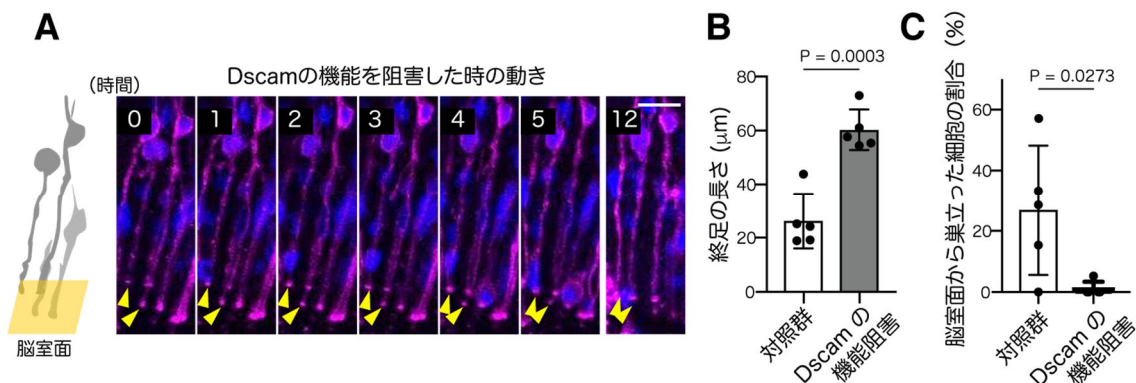 A
(時間)
Dscamの機能を阻害した時の動き
0 1 2 3 4 5 12
脳室面
B
P = 0.0003
終足の長さ (μm)
80
60
40
20
0
対照群
Dscam の
機能阻害
C
P = 0.0273
脳室面から巣立った細胞の割合 (%)
60
40
20
0
対照群
Dscam の
機能阻害